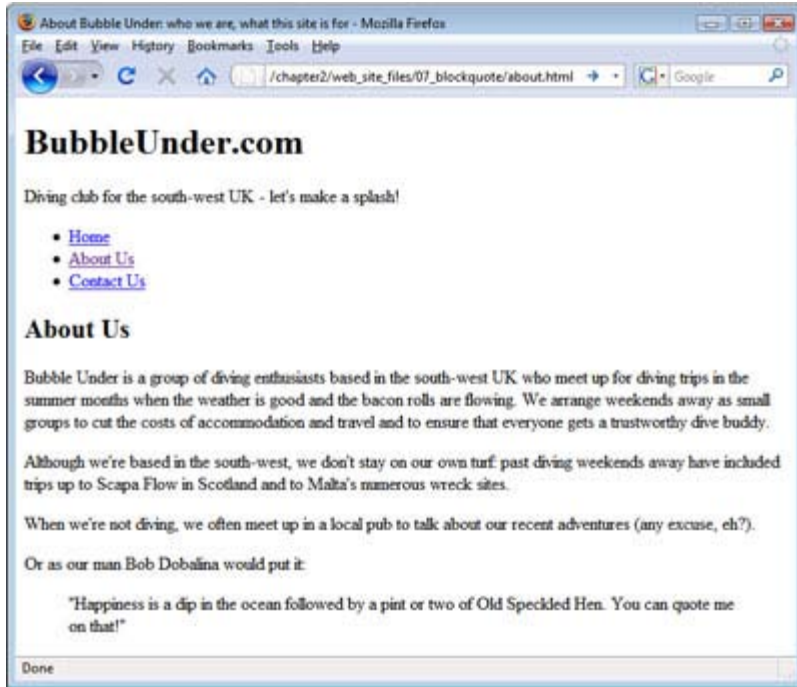 About Bubble Under: who we are, what this site is for - Mozilla Firefox
File Edit View History Bookmarks Tools Help
/chapter2/web_site_files/07_blockquote/about.html Google
BubbleUnder.com
Diving club for the south-west UK - let's make a splash!
Home
About Us
Contact Us
About Us
Bubble Under is a group of diving enthusiasts based in the south-west UK who meet up for diving trips in the
summer months when the weather is good and the bacon rolls are flowing. We arrange weekends away as small
groups to cut the costs of accommodation and travel and to ensure that everyone gets a trustworthy dive buddy.
Although we're based in the south-west, we don't stay on our own turf: past diving weekends away have included
trips up to Scapa Flow in Scotland and to Malta's numerous wreck sites.
When we're not diving, we often meet up in a local pub to talk about our recent adventures (any excuse, eh?).
Or as our man Bob Dobalina would put it:
"Happiness is a dip in the ocean followed by a pint or two of Old Speckled Hen. You can quote me
on that!"
Done